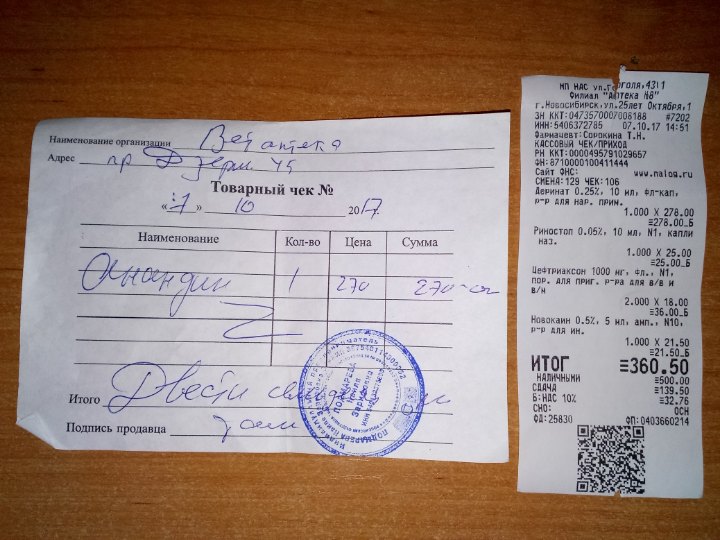 Наименование организации Ветаптека
Адрес пр Дзерж. 45
Товарный чек №
«7» 10 2017
Наименование Кол-во Цена Сумма
Анандин 1 270 270-00
Итого Двести семьдесят
Подпись продавца
ПОНАРЕВА
МП НАС ул.Гоголя,43\1
Филиал "Аптека №8"
г.Новосибирск,ул.25лет Октября,1
ЗН ККТ:0473570007008188 #7202
ИНН:5406372785 07.10.17 14:51
Фармацевт:Сорокина Т.Н.
КАССОВЫЙ ЧЕК/ПРИХОД
РН ККТ:0000495791029657
ФН:8710000100411444
Сайт ФНС: www.nalog.ru
СМЕНА:129 ЧЕК:106
Деринат 0.25%, 10 мл, фл-кап,
р-р для нар. прим.
1.000 X 278.00
≡278.00_Б
Риностоп 0.05%, 10 мл, N1, капли
наз.
1.000 X 25.00
≡25.00_Б
Цефтриаксон 1000 мг, фл., N1,
пор. для приг. р-ра для в/в и
в/м
2.000 X 18.00
≡36.00_Б
Новокаин 0.5%, 5 мл, амп., N10,
р-р для ин.
1.000 X 21.50
≡21.50_Б
ИТОГ ≡360.50
НАЛИЧНЫМИ ≡500.00
СДАЧА ≡139.50
Б:НДС 10% ≡32.76
СНО: ОСН
ФД:25830 ФП:0403660214